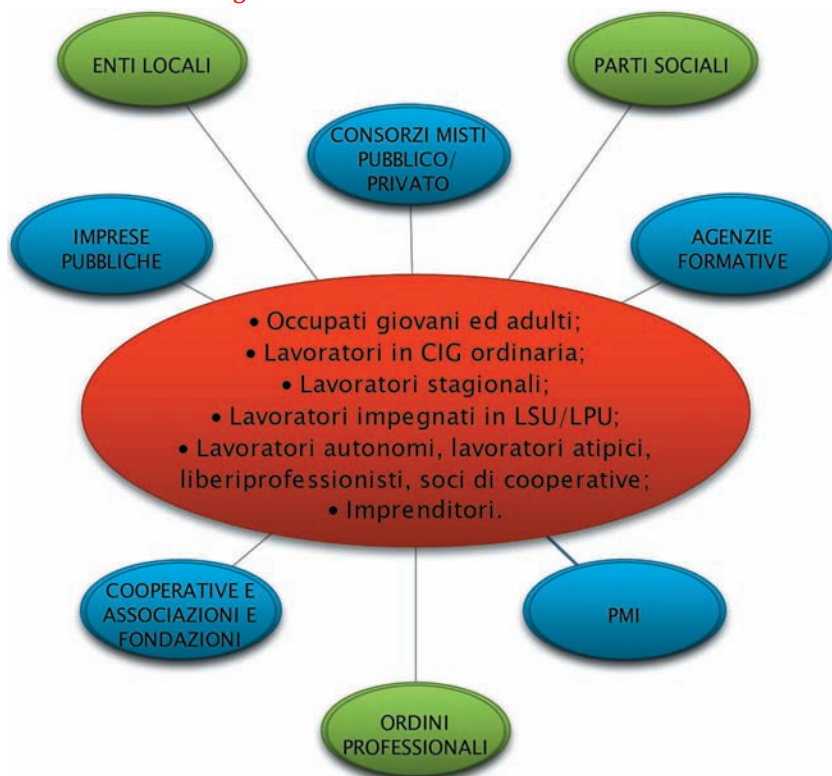 ENTI LOCALI
PARTI SOCIALI
CONSORZI MISTI
PUBBLICO/
PRIVATO
IMPRESE
PUBBLICHE
AGENZIE
FORMATIVE
• Occupati giovani ed adulti;
• Lavoratori in CIG ordinaria;
• Lavoratori stagionali;
• Lavoratori impegnati in LSU/LPU;
• Lavoratori autonomi, lavoratori atipici,
liberiprofessionisti, soci di cooperative;
• Imprenditori.
COOPERATIVE E
ASSOCIAZIONI E
FONDAZIONI
PMI
ORDINI
PROFESSIONALI